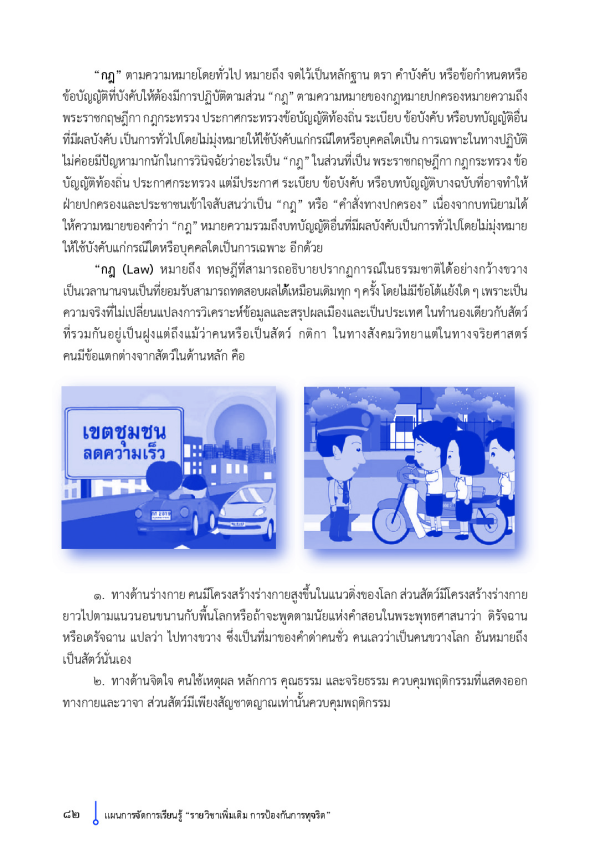 “กฎ” ตามความหมายโดยทั่วไป หมายถึง จดไว้เป็นหลักฐาน ตรา คำบังคับ หรือข้อกำหนดหรือ
ข้อบัญญัติที่บังคับให้ต้องมีการปฏิบัติตามส่วน “กฎ” ตามความหมายของกฎหมายปกครองหมายความถึง
พระราชกฤษฎีกา กฎกระทรวง ประกาศกระทรวงข้อบัญญัติท้องถิ่น ระเบียบ ข้อบังคับ หรือบทบัญญัติอื่น
ที่มีผลบังคับ เป็นการทั่วไปโดยไม่มุ่งหมายให้ใช้บังคับแก่กรณีใดหรือบุคคลใดเป็น การเฉพาะในทางปฏิบัติ
ไม่ค่อยมีปัญหามากนักในการวินิจฉัยว่าอะไรเป็น “กฎ” ในส่วนที่เป็น พระราชกฤษฎีกา กฎกระทรวง ข้อ
บัญญัติท้องถิ่น ประกาศกระทรวง แต่มีประกาศ ระเบียบ ข้อบังคับ หรือบทบัญญัติบางฉบับที่อาจทำให้
ฝ่ายปกครองและประชาชนเข้าใจสับสนว่าเป็น “กฎ” หรือ “คำสั่งทางปกครอง” เนื่องจากบทนิยามได้
ให้ความหมายของคำว่า “กฎ” หมายความรวมถึงบทบัญญัติอื่นที่มีผลบังคับเป็นการทั่วไปโดยไม่มุ่งหมาย
ให้ใช้บังคับแก่กรณีใดหรือบุคคลใดเป็นการเฉพาะ อีกด้วย
“กฎ (Law) หมายถึง ทฤษฎีที่สามารถอธิบายปรากฏการณ์ในธรรมชาติได้อย่างกว้างขวาง
เป็นเวลานานจนเป็นที่ยอมรับสามารถทดสอบผลได้เหมือนเดิมทุก ๆ ครั้ง โดยไม่มีข้อโต้แย้งใด ๆ เพราะเป็น
ความจริงที่ไม่เปลี่ยนแปลงการวิเคราะห์ข้อมูลและสรุปผลเมืองและเป็นประเทศ ในทำนองเดียวกับสัตว์
ที่รวมกันอยู่เป็นฝูงแต่ถึงแม้ว่าคนหรือเป็นสัตว์ กติกา ในทางสังคมวิทยาแต่ในทางจริยศาสตร์
คนมีข้อแตกต่างจากสัตว์ในด้านหลัก คือ
เขตชุมชน
ลดความเร็ว
๑. ทางด้านร่างกาย คนมีโครงสร้างร่างกายสูงขึ้นในแนวดิ่งของโลก ส่วนสัตว์มีโครงสร้างร่างกาย
ยาวไปตามแนวนอนขนานกับพื้นโลกหรือถ้าจะพูดตามนัยแห่งคำสอนในพระพุทธศาสนาว่า ดิรัจฉาน
หรือเดรัจฉาน แปลว่า ไปทางขวาง ซึ่งเป็นที่มาของคำด่าคนชั่ว คนเลวว่าเป็นคนขวางโลก อันหมายถึง
เป็นสัตว์นั่นเอง
๒. ทางด้านจิตใจ คนใช้เหตุผล หลักการ คุณธรรม และจริยธรรม ควบคุมพฤติกรรมที่แสดงออก
ทางกายและวาจา ส่วนสัตว์มีเพียงสัญชาตญาณเท่านั้นควบคุมพฤติกรรม
๘๒ แผนการจัดการเรียนรู้ “รายวิชาเพิ่มเติม การป้องกันการทุจริต”